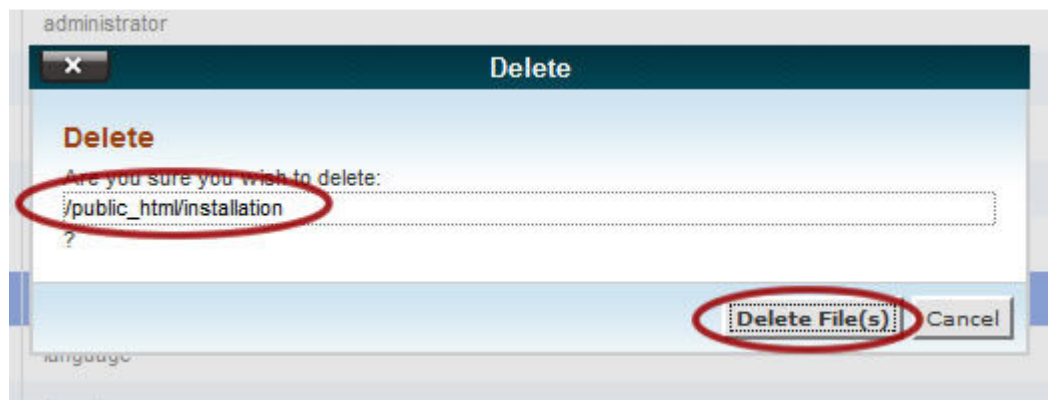 administrator
Delete
Delete
Are you sure you wish to delete:
/public_html/installation
?
Delete File(s) Cancel
language